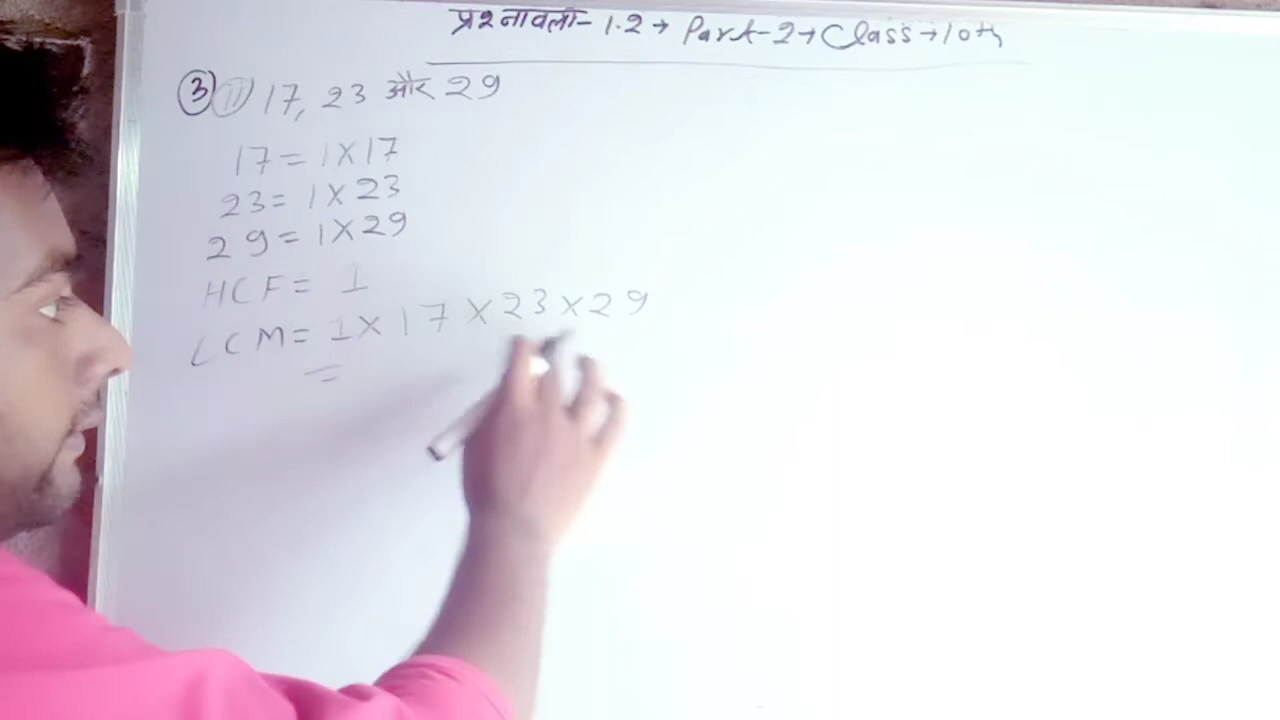 प्रश्नावली- 1.2 → Part-2 → Class → 10th
③ (ii) 17, 23 और 29
17 = 1 X 17
23 = 1 X 23
29 = 1 X 29
HCF = 1
LCM = 1 X 17 X 23 X 29
=